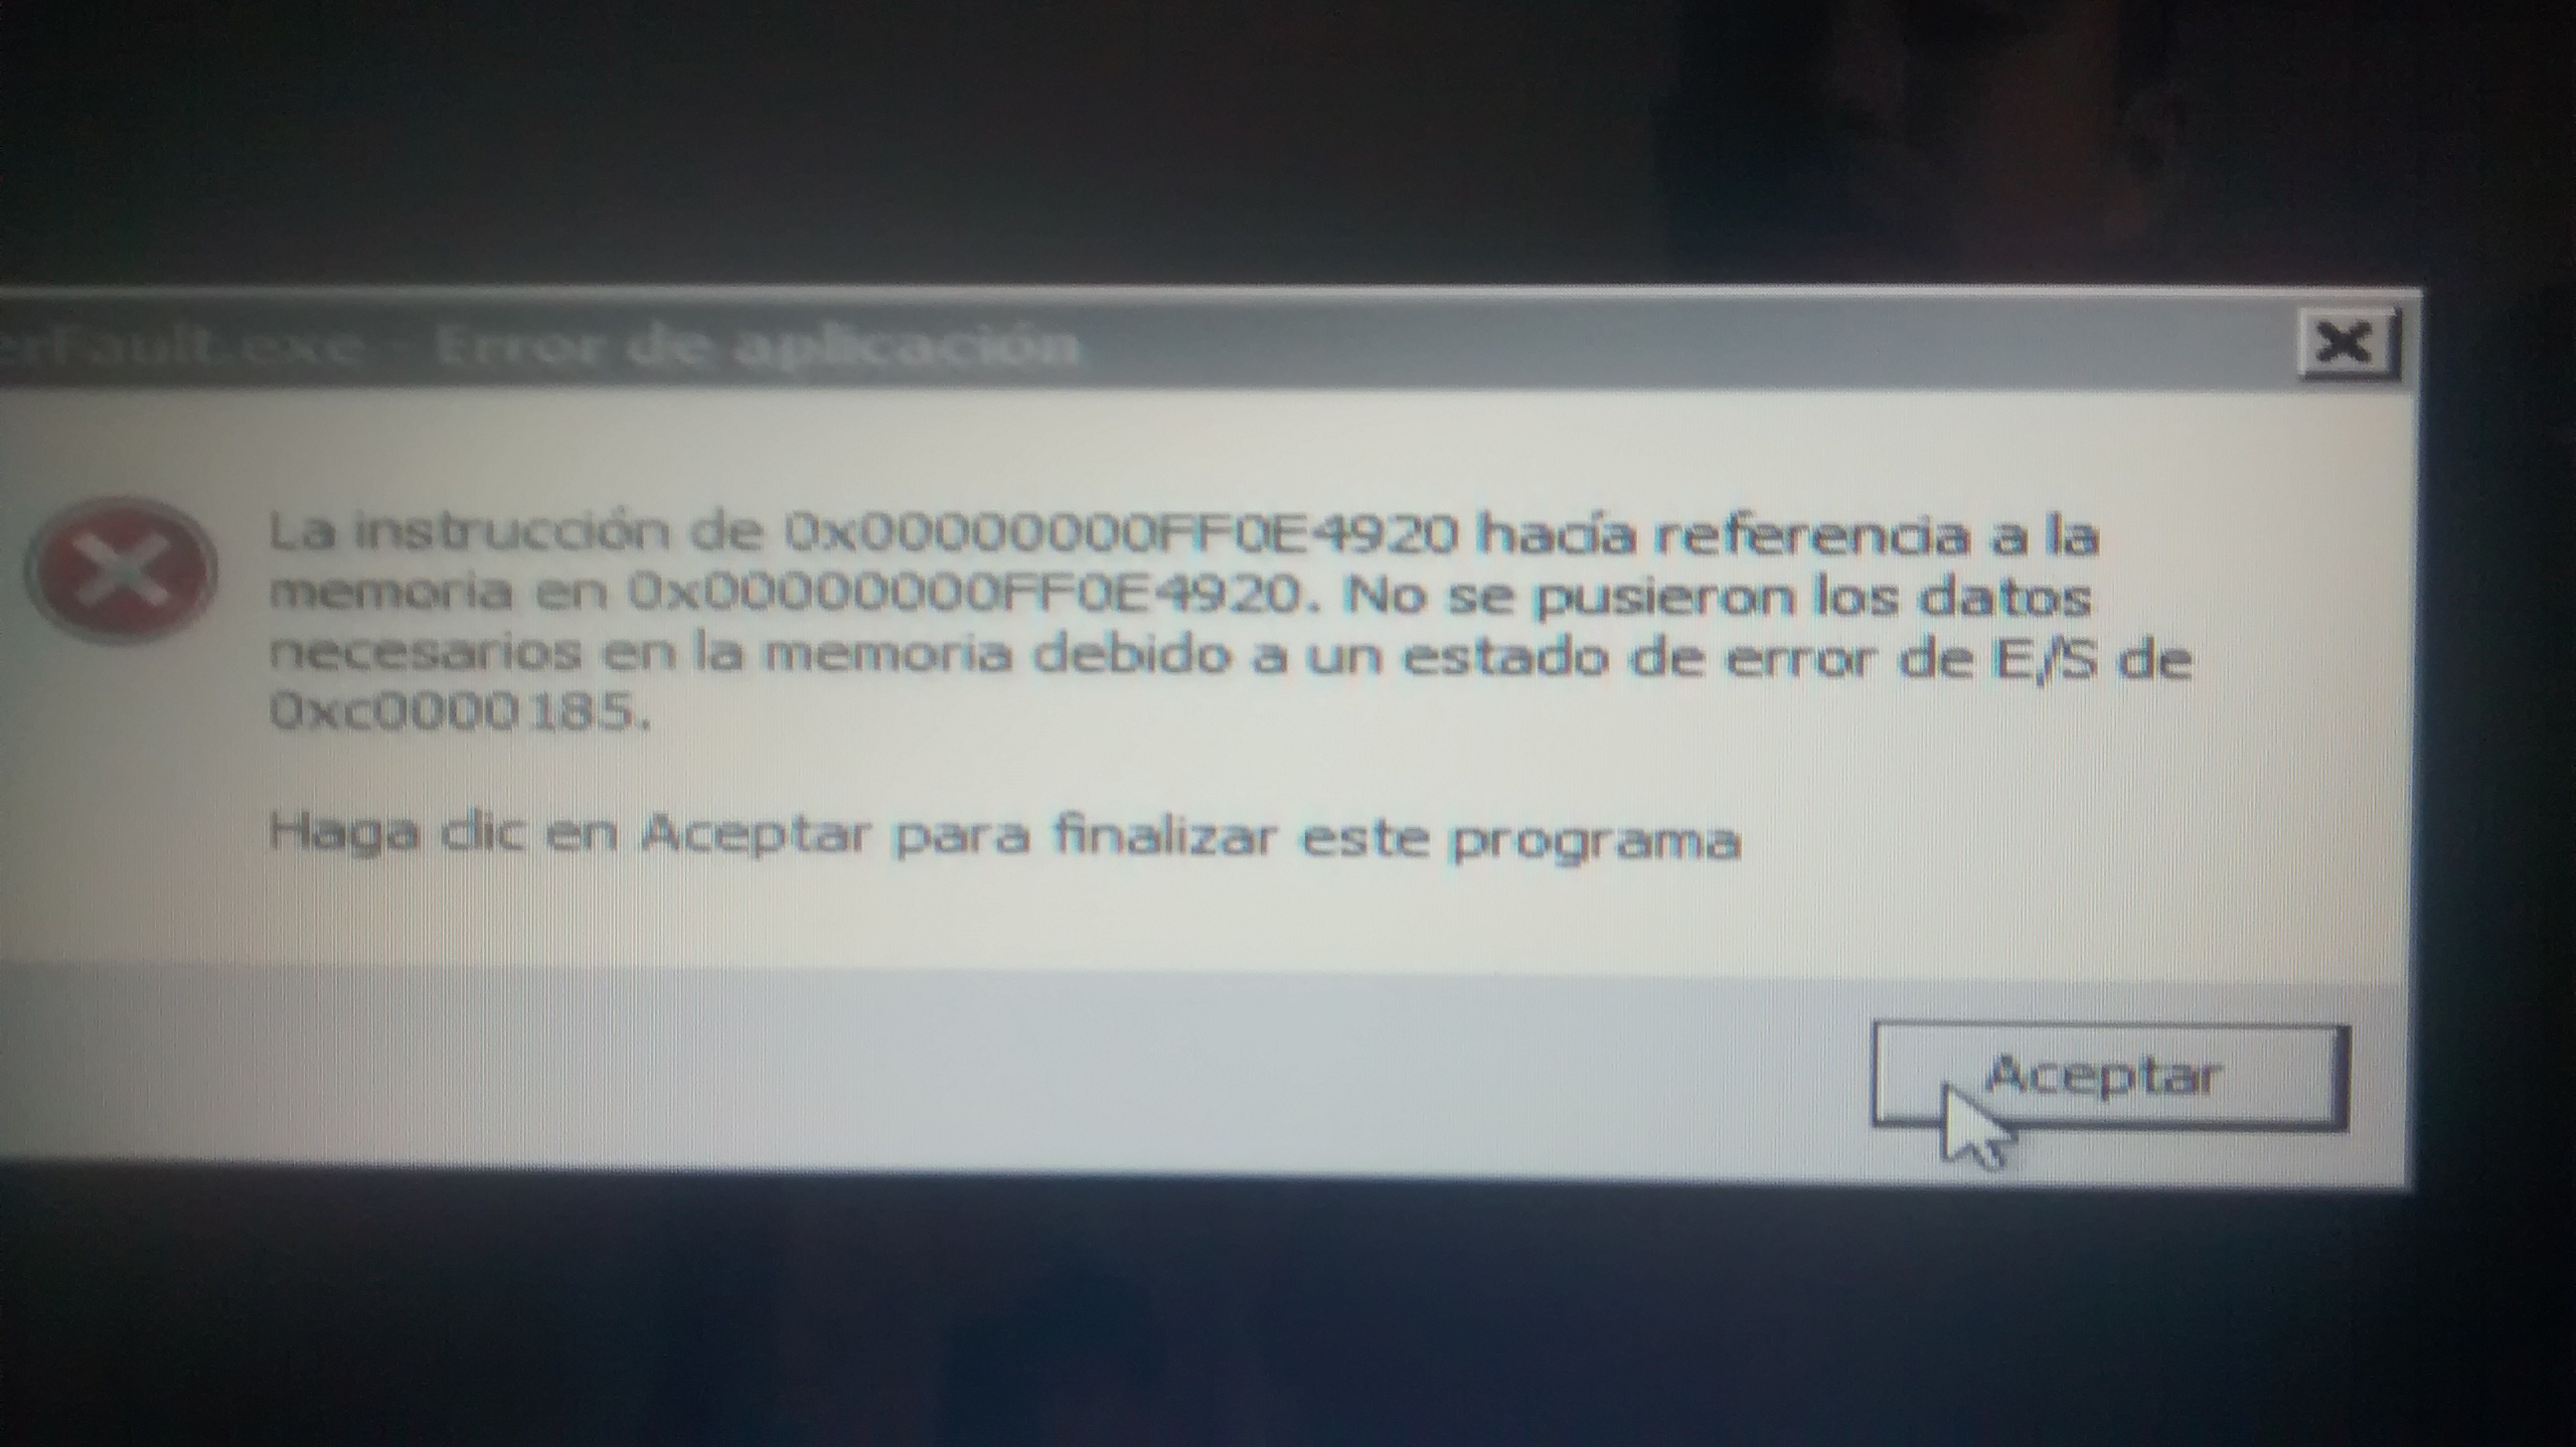 erFault.exe - Error de aplicación
La instrucción de 0x00000000FF0E4920 hacía referencia a la
memoria en 0x00000000FF0E4920. No se pusieron los datos
necesarios en la memoria debido a un estado de error de E/S de
0xc0000185.
Haga clic en Aceptar para finalizar este programa
Aceptar